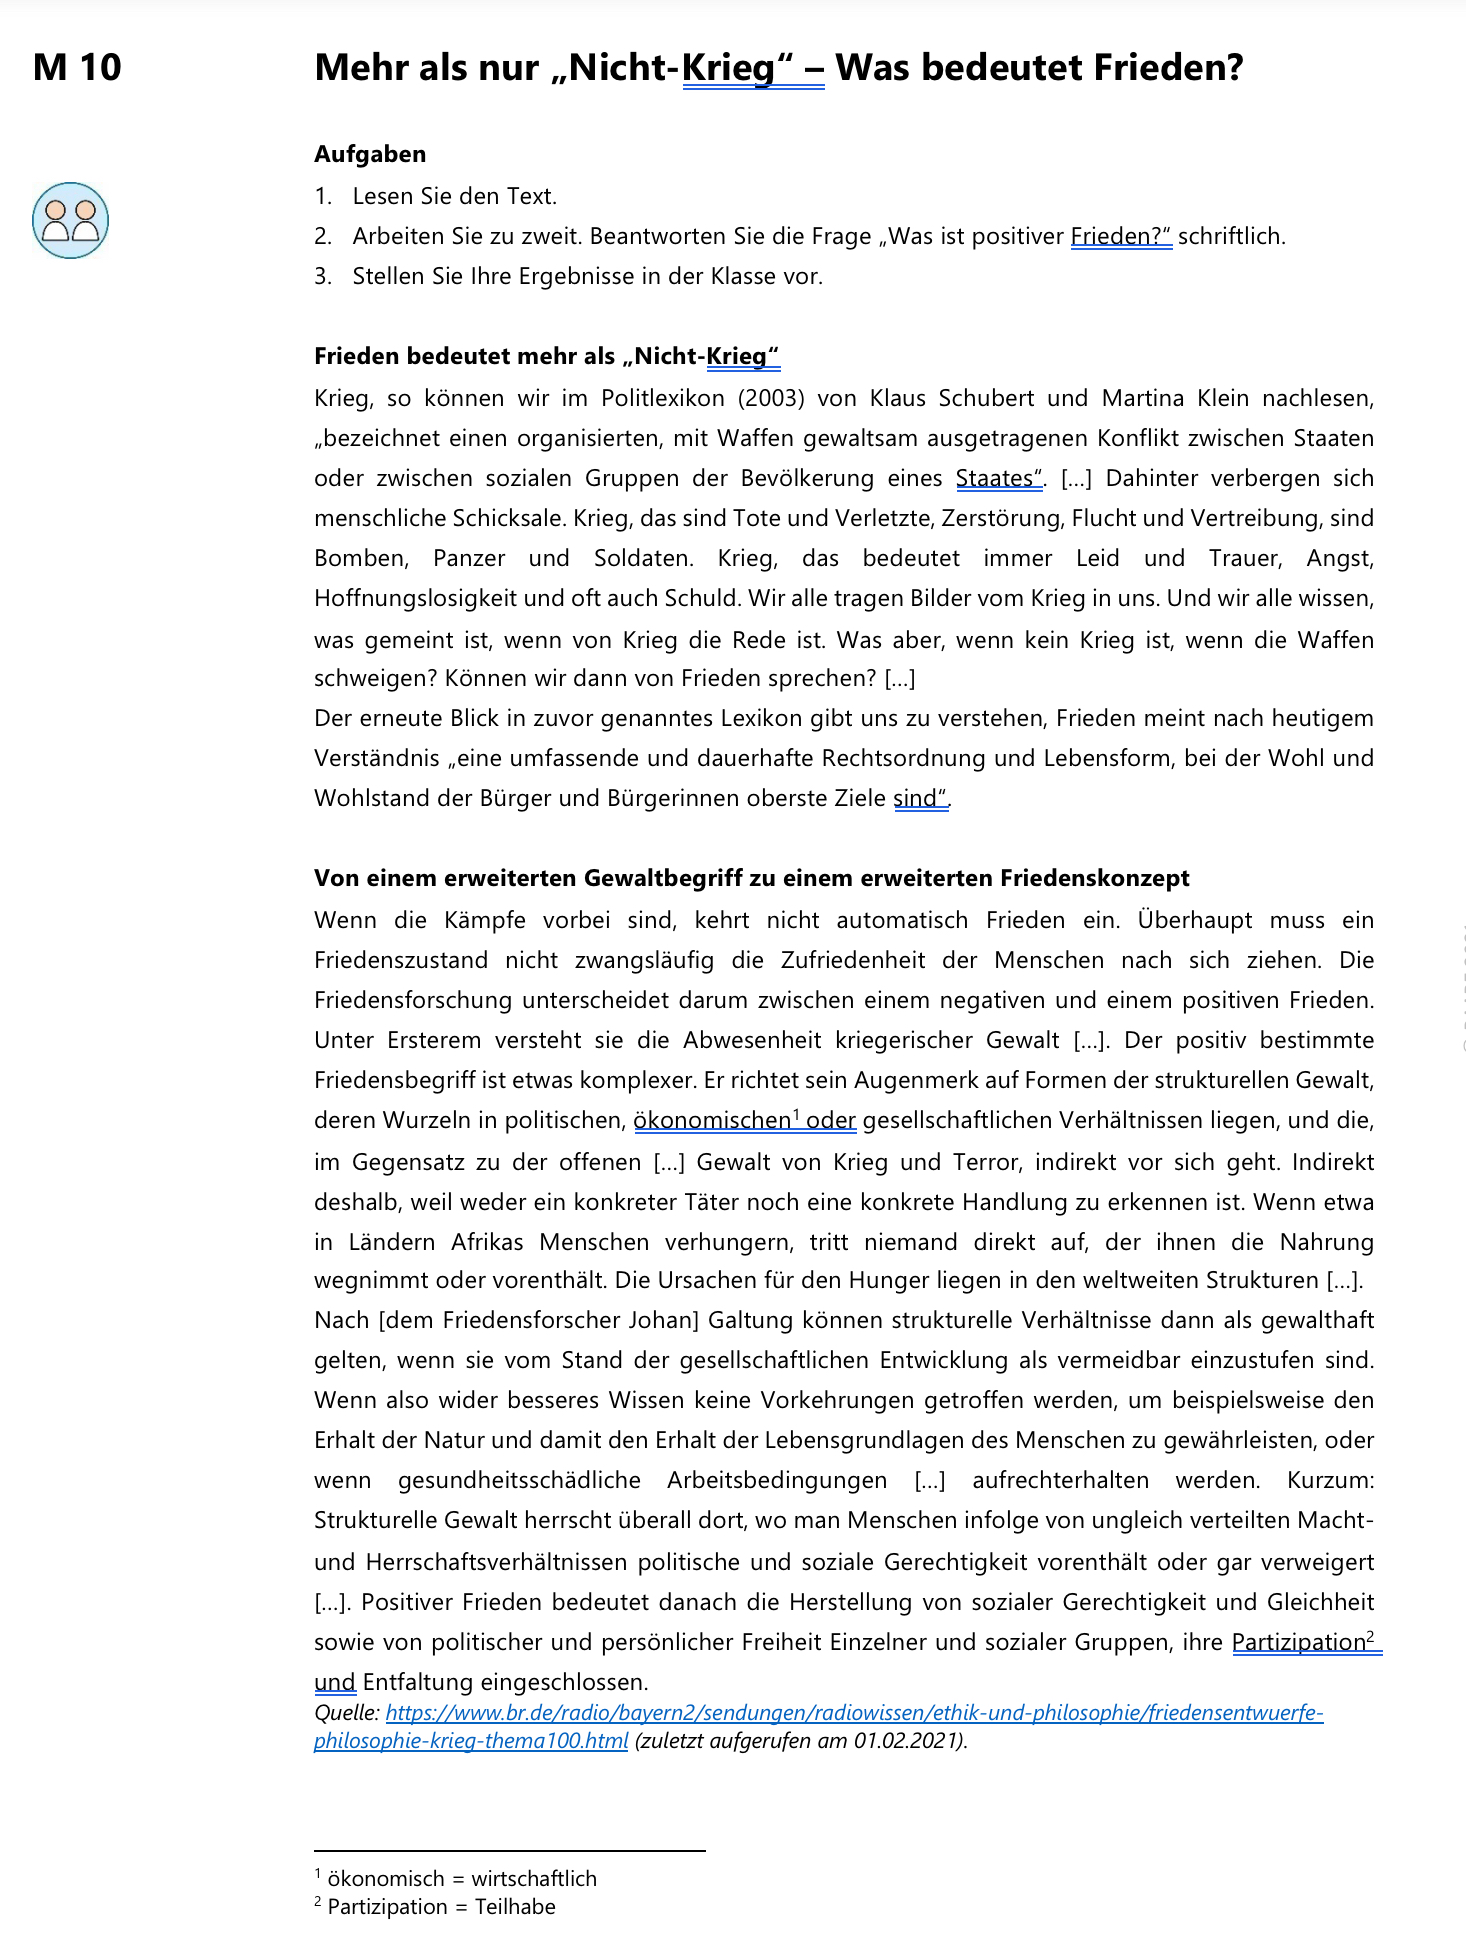 M 10
Mehr als nur „Nicht-Krieg“ – Was bedeutet Frieden?
Aufgaben
1. Lesen Sie den Text.
2. Arbeiten Sie zu zweit. Beantworten Sie die Frage „Was ist positiver Frieden?“ schriftlich.
3. Stellen Sie Ihre Ergebnisse in der Klasse vor.
Frieden bedeutet mehr als „Nicht-Krieg“
Krieg, so können wir im Politlexikon (2003) von Klaus Schubert und Martina Klein nachlesen,
„bezeichnet einen organisierten, mit Waffen gewaltsam ausgetragenen Konflikt zwischen Staaten
oder zwischen sozialen Gruppen der Bevölkerung eines Staates“. [...] Dahinter verbergen sich
menschliche Schicksale. Krieg, das sind Tote und Verletzte, Zerstörung, Flucht und Vertreibung, sind
Bomben, Panzer und Soldaten. Krieg, das bedeutet immer Leid und Trauer, Angst,
Hoffnungslosigkeit und oft auch Schuld. Wir alle tragen Bilder vom Krieg in uns. Und wir alle wissen,
was gemeint ist, wenn von Krieg die Rede ist. Was aber, wenn kein Krieg ist, wenn die Waffen
schweigen? Können wir dann von Frieden sprechen? [...]
Der erneute Blick in zuvor genanntes Lexikon gibt uns zu verstehen, Frieden meint nach heutigem
Verständnis „eine umfassende und dauerhafte Rechtsordnung und Lebensform, bei der Wohl und
Wohlstand der Bürger und Bürgerinnen oberste Ziele sind“.
Von einem erweiterten Gewaltbegriff zu einem erweiterten Friedenskonzept
Wenn die Kämpfe vorbei sind, kehrt nicht automatisch Frieden ein. Überhaupt muss ein
Friedenszustand nicht zwangsläufig die Zufriedenheit der Menschen nach sich ziehen. Die
Friedensforschung unterscheidet darum zwischen einem negativen und einem positiven Frieden.
Unter Ersterem versteht sie die Abwesenheit kriegerischer Gewalt [...]. Der positiv bestimmte
Friedensbegriff ist etwas komplexer. Er richtet sein Augenmerk auf Formen der strukturellen Gewalt,
deren Wurzeln in politischen, ökonomischen¹ oder gesellschaftlichen Verhältnissen liegen, und die,
im Gegensatz zu der offenen [...] Gewalt von Krieg und Terror, indirekt vor sich geht. Indirekt
deshalb, weil weder ein konkreter Täter noch eine konkrete Handlung zu erkennen ist. Wenn etwa
in Ländern Afrikas Menschen verhungern, tritt niemand direkt auf, der ihnen die Nahrung
wegnimmt oder vorenthält. Die Ursachen für den Hunger liegen in den weltweiten Strukturen [...].
Nach [dem Friedensforscher Johan] Galtung können strukturelle Verhältnisse dann als gewalthaft
gelten, wenn sie vom Stand der gesellschaftlichen Entwicklung als vermeidbar einzustufen sind.
Wenn also wider besseres Wissen keine Vorkehrungen getroffen werden, um beispielsweise den
Erhalt der Natur und damit den Erhalt der Lebensgrundlagen des Menschen zu gewährleisten, oder
wenn gesundheitsschädliche Arbeitsbedingungen [...] aufrechterhalten werden. Kurzum:
Strukturelle Gewalt herrscht überall dort, wo man Menschen infolge von ungleich verteilten Macht-
und Herrschaftsverhältnissen politische und soziale Gerechtigkeit vorenthält oder gar verweigert
[...]. Positiver Frieden bedeutet danach die Herstellung von sozialer Gerechtigkeit und Gleichheit
sowie von politischer und persönlicher Freiheit Einzelner und sozialer Gruppen, ihre Partizipation²
und Entfaltung eingeschlossen.
Quelle: https://www.br.de/radio/bayern2/sendungen/radiowissen/ethik-und-philosophie/friedensentwuerfe-
philosophie-krieg-thema100.html (zuletzt aufgerufen am 01.02.2021).
¹ ökonomisch = wirtschaftlich
² Partizipation = Teilhabe